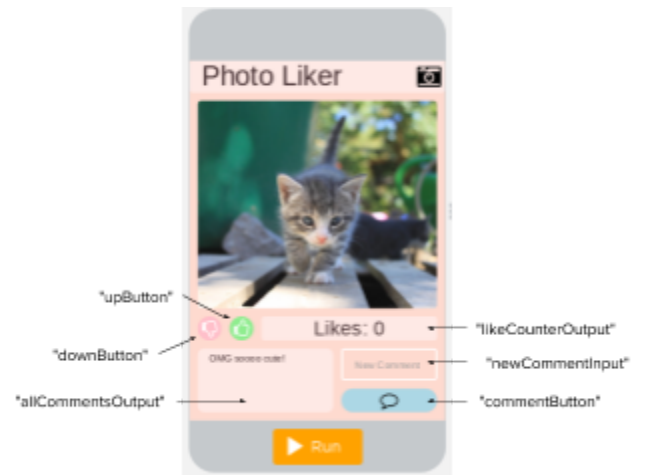 Photo Liker
"upButton"
Likes: 0
"likeCounterOutput"
"downButton"
OMG soooo cute!
New Comment
"newCommentInput"
"allCommentsOutput"
"commentButton"
Run